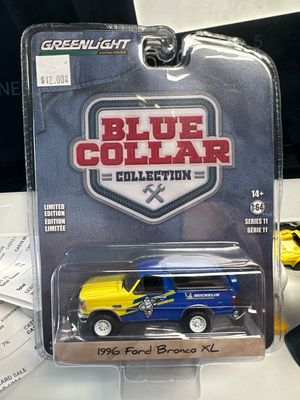 GREENLIGHT
collectibles
$12.00
BLUE
COLLAR
COLLECTION
LIMITED
EDITION
ÉDITION
LIMITÉE
14+
1:64
SERIES 11
SÉRIE 11
MICHELIN
1996 Ford Bronco XL